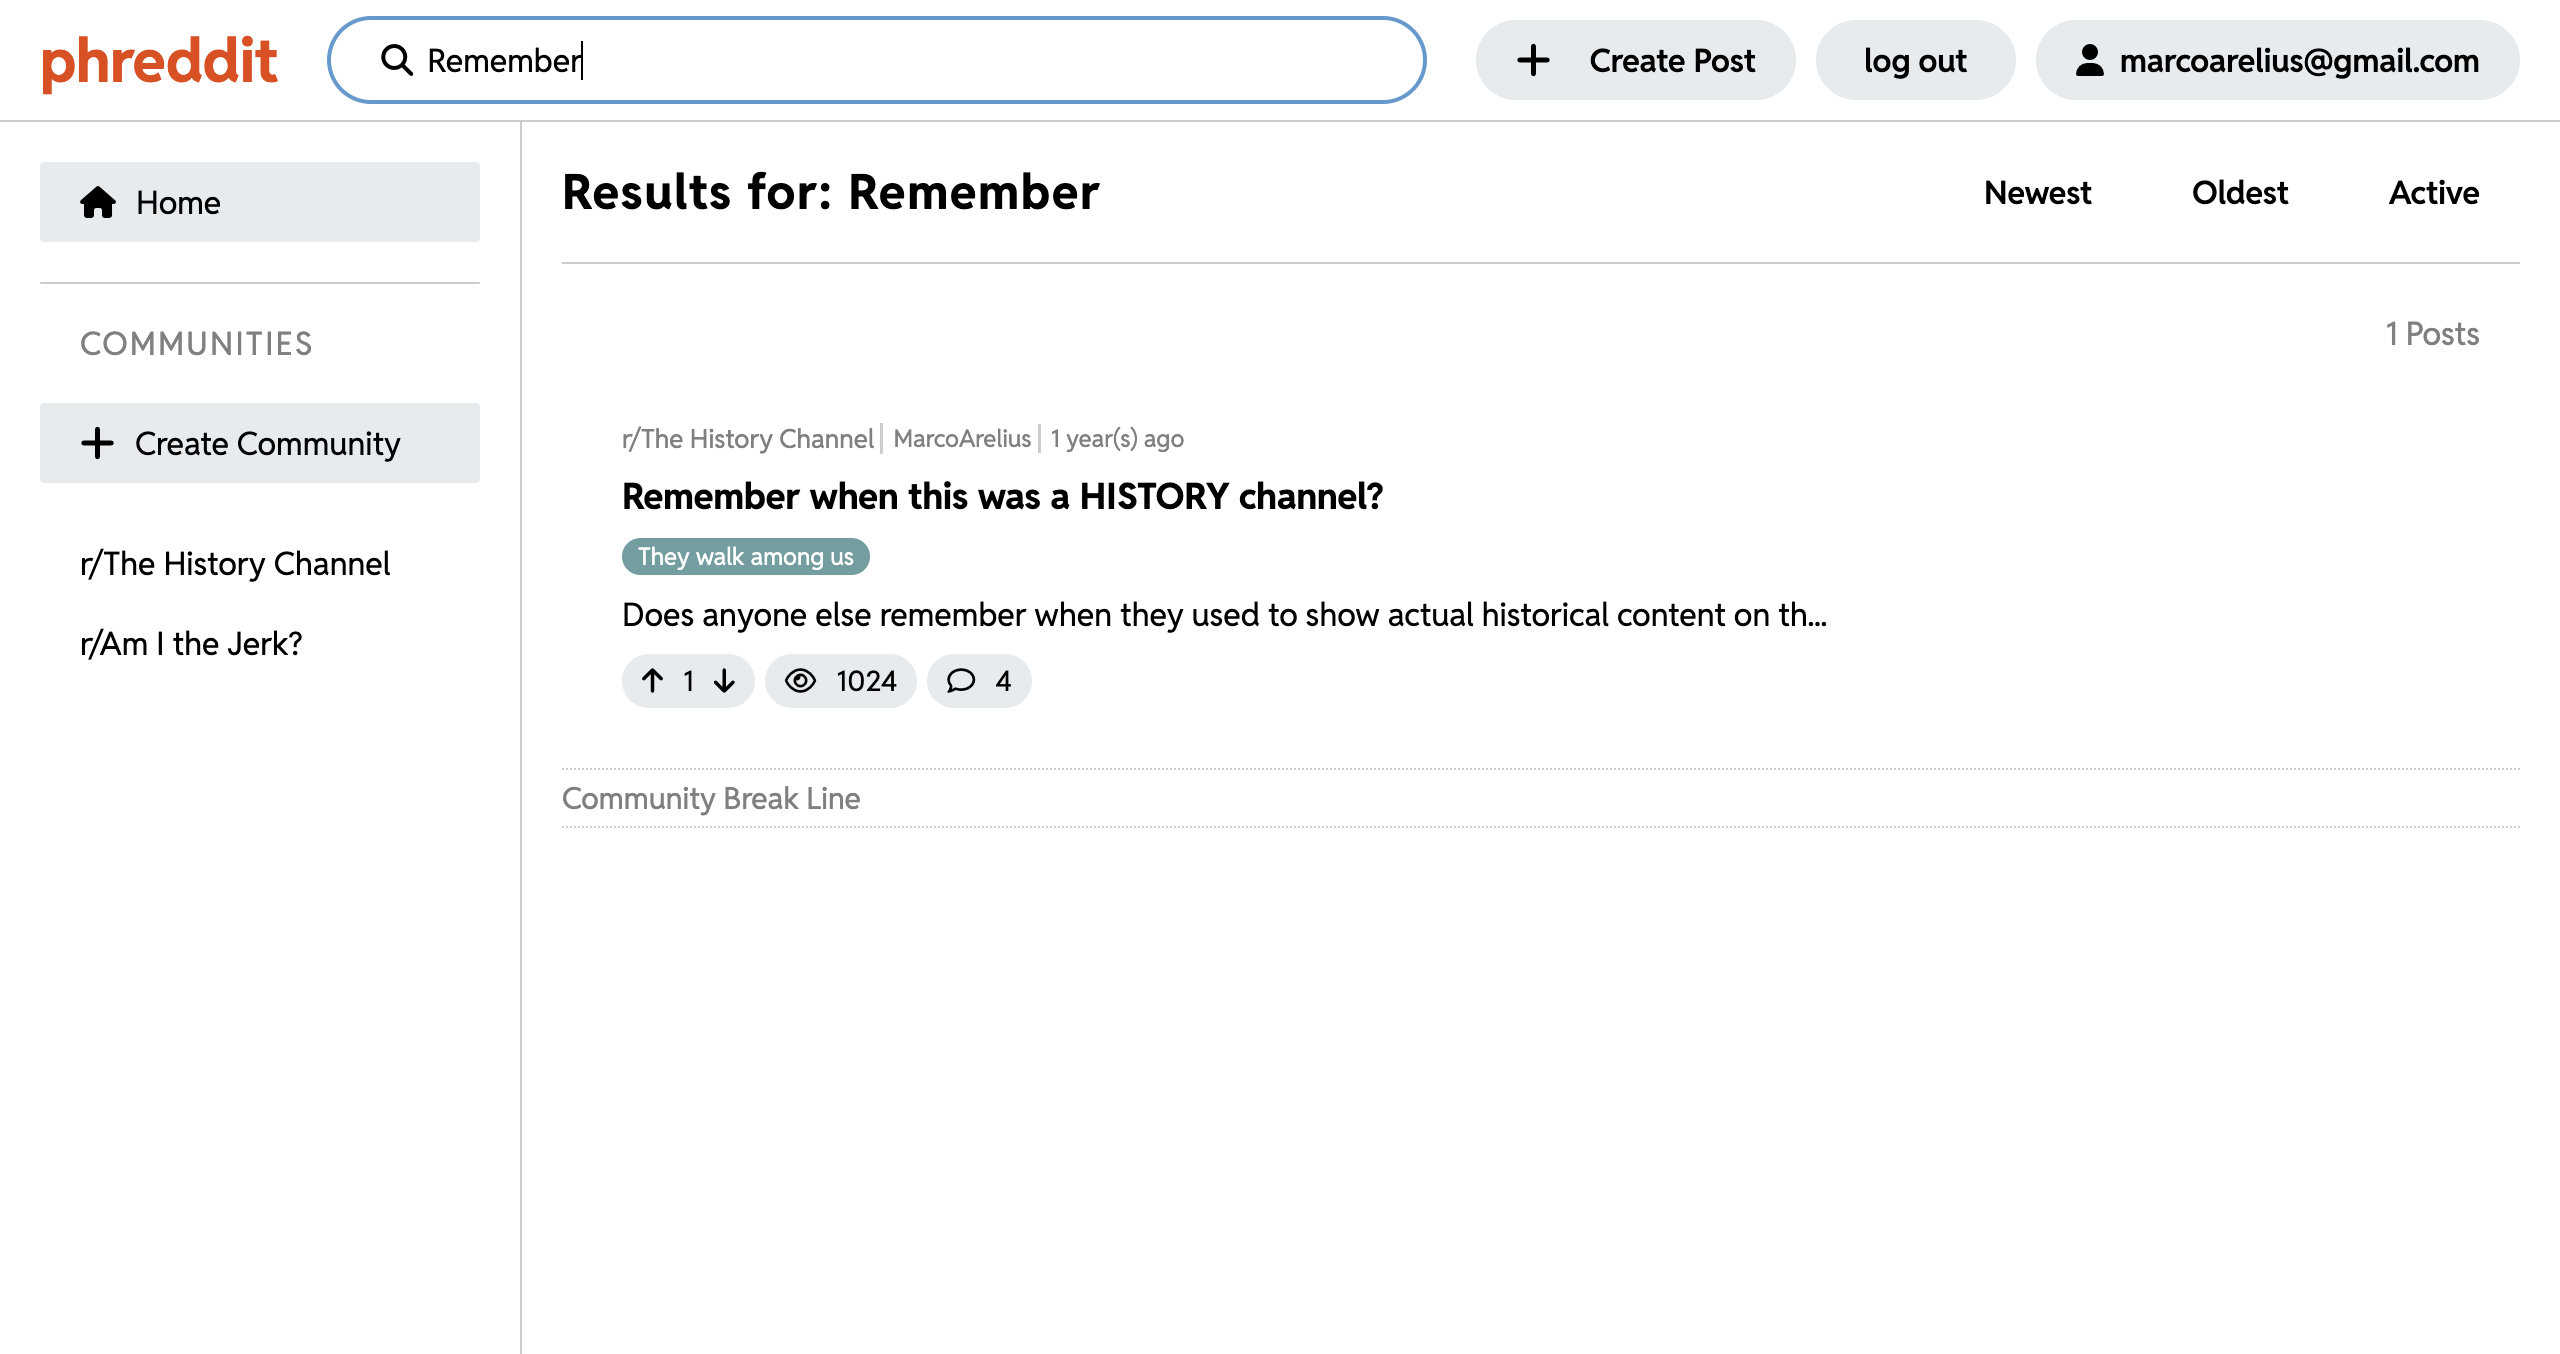 phreddit
Remember
Create Post
log out
marcoarelius@gmail.com
Home
COMMUNITIES
Create Community
r/The History Channel
r/Am I the Jerk?
Results for: Remember
Newest
Oldest
Active
1 Posts
r/The History Channel MarcoArelius 1 year(s) ago
Remember when this was a HISTORY channel?
They walk among us
Does anyone else remember when they used to show actual historical content on th...
1 1024 4
Community Break Line